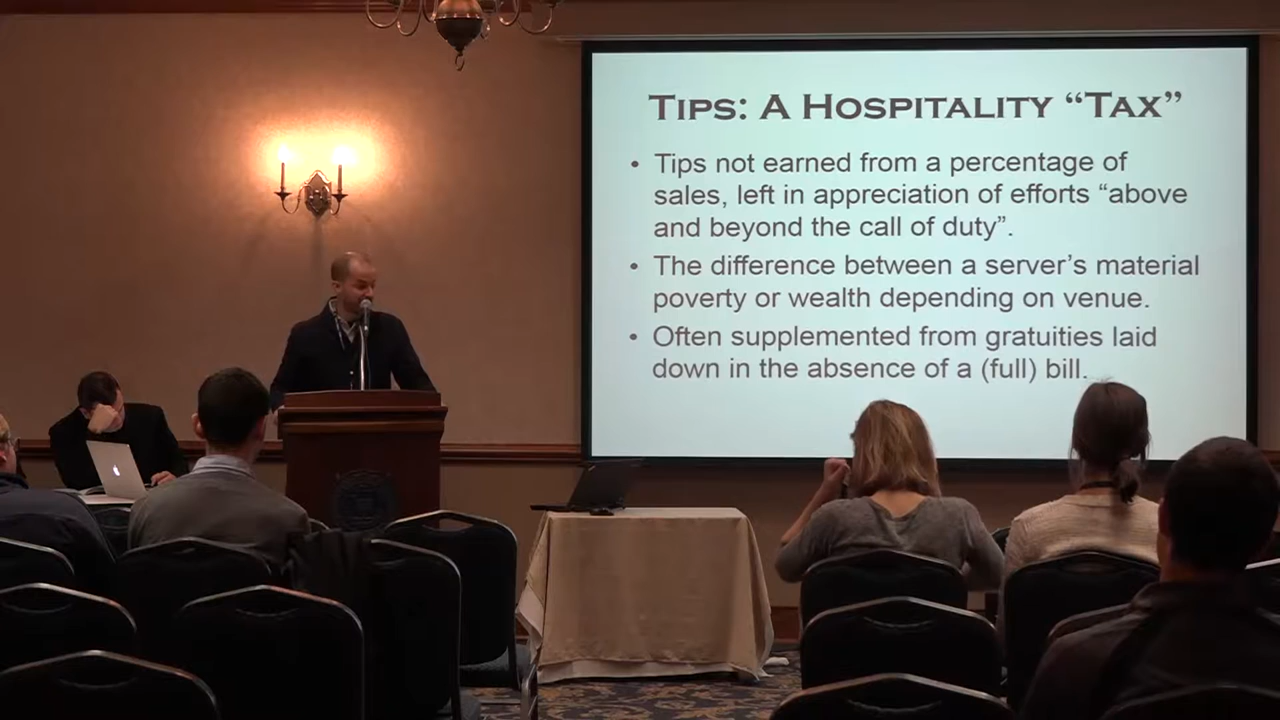 TIPS: A HOSPITALITY “TAX”
• Tips not earned from a percentage of
sales, left in appreciation of efforts “above
and beyond the call of duty”.
• The difference between a server’s material
poverty or wealth depending on venue.
• Often supplemented from gratuities laid
down in the absence of a (full) bill.